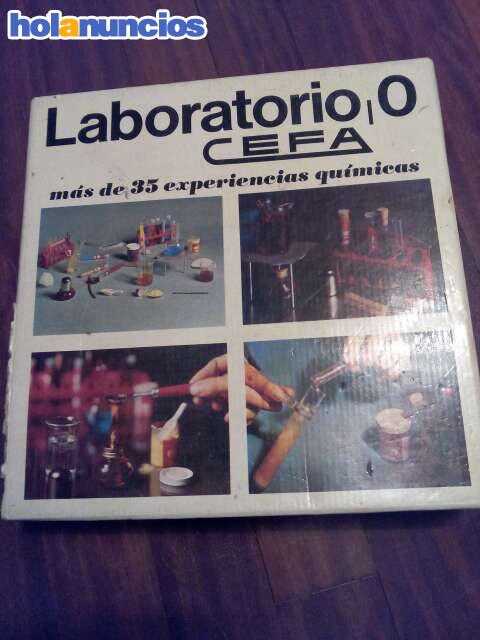 holanuncios
Laboratorio/0
CEFA
más de 35 experiencias químicas